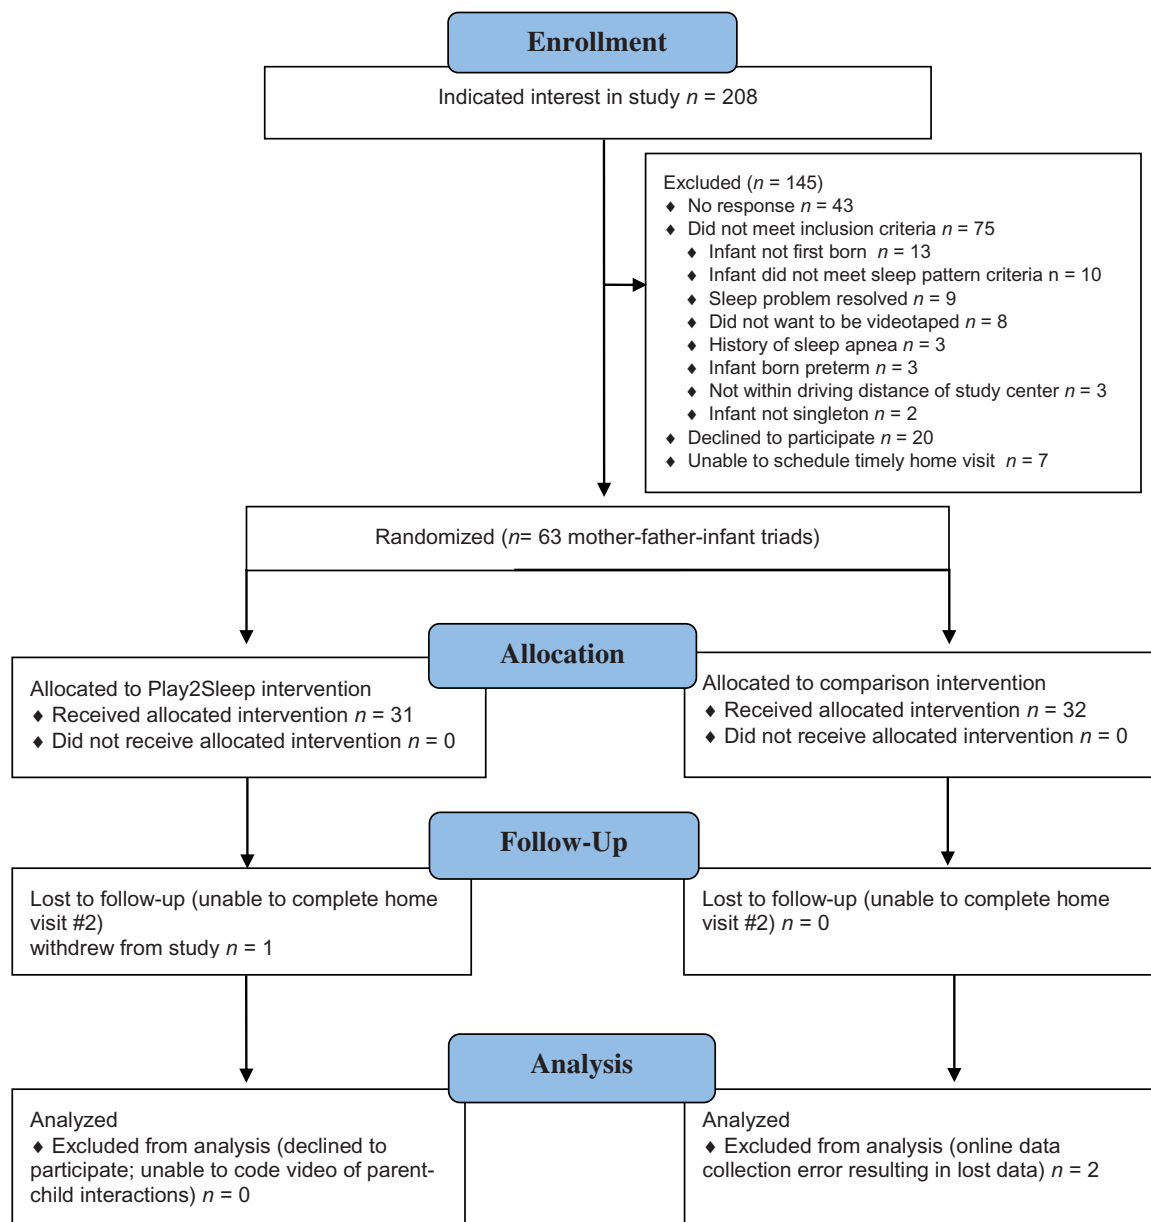 Enrollment
Indicated interest in study n = 208
Excluded (n = 145)
♦ No response n = 43
♦ Did not meet inclusion criteria n = 75
♦ Infant not first born n = 13
♦ Infant did not meet sleep pattern criteria n = 10
♦ Sleep problem resolved n = 9
♦ Did not want to be videotaped n = 8
♦ History of sleep apnea n = 3
♦ Infant born preterm n = 3
♦ Not within driving distance of study center n = 3
♦ Infant not singleton n = 2
♦ Declined to participate n = 20
♦ Unable to schedule timely home visit n = 7
Randomized (n= 63 mother-father-infant triads)
Allocation
Allocated to Play2Sleep intervention
♦ Received allocated intervention n = 31
♦ Did not receive allocated intervention n = 0
Allocated to comparison intervention
♦ Received allocated intervention n = 32
♦ Did not receive allocated intervention n = 0
Follow-Up
Lost to follow-up (unable to complete home
visit #2)
withdrew from study n = 1
Lost to follow-up (unable to complete home
visit #2) n = 0
Analysis
Analyzed
♦ Excluded from analysis (declined to
participate; unable to code video of parent-
child interactions) n = 0
Analyzed
♦ Excluded from analysis (online data
collection error resulting in lost data) n = 2